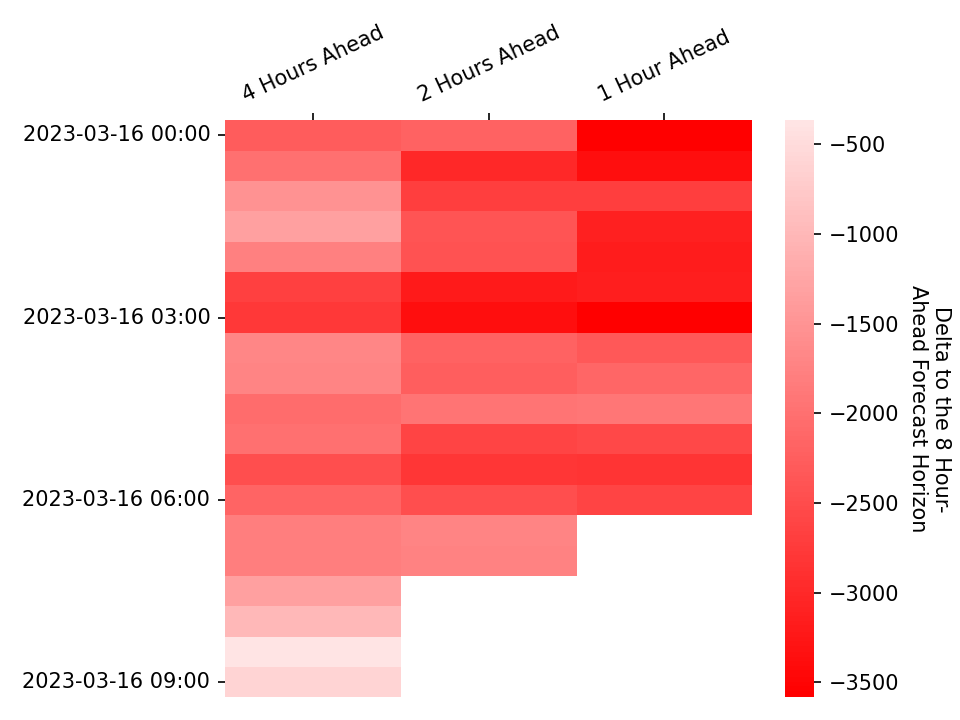 4 Hours Ahead
2 Hours Ahead
1 Hour Ahead
2023-03-16 00:00
2023-03-16 03:00
2023-03-16 06:00
2023-03-16 09:00
−500
−1000
−1500
−2000
−2500
−3000
−3500
Delta to the 8 Hour-
Ahead Forecast Horizon